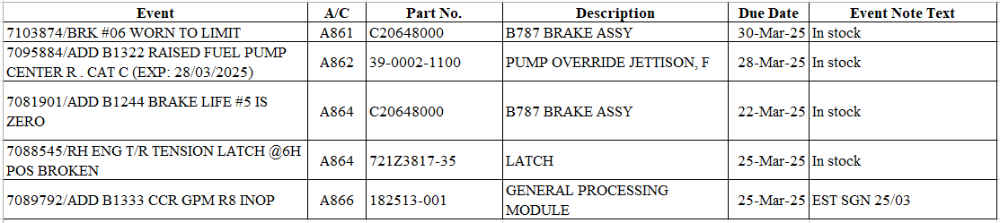 Event A/C Part No. Description Due Date Event Note Text
7103874/BRK #06 WORN TO LIMIT A861 C20648000 B787 BRAKE ASSY 30-Mar-25 In stock
7095884/ADD B1322 RAISED FUEL PUMP
CENTER R . CAT C (EXP: 28/03/2025) A862 39-0002-1100 PUMP OVERRIDE JETTISON, F 28-Mar-25 In stock
7081901/ADD B1244 BRAKE LIFE #5 IS
ZERO A864 C20648000 B787 BRAKE ASSY 22-Mar-25 In stock
7088545/RH ENG T/R TENSION LATCH @6H
POS BROKEN A864 721Z3817-35 LATCH 25-Mar-25 In stock
7089792/ADD B1333 CCR GPM R8 INOP A866 182513-001 GENERAL PROCESSING
MODULE 25-Mar-25 EST SGN 25/03